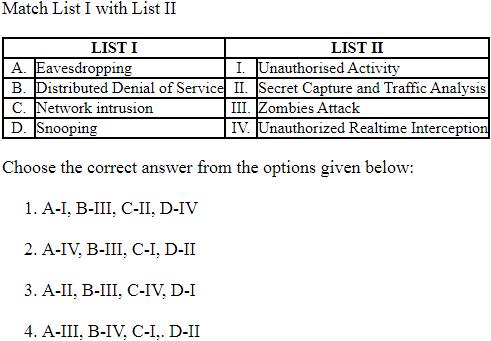 Match List I with List II
LIST I LIST II
A. Eavesdropping I. Unauthorised Activity
B. Distributed Denial of Service II. Secret Capture and Traffic Analysis
C. Network intrusion III. Zombies Attack
D. Snooping IV. Unauthorized Realtime Interception
Choose the correct answer from the options given below:
1. A-I, B-III, C-II, D-IV
2. A-IV, B-III, C-I, D-II
3. A-II, B-III, C-IV, D-I
4. A-III, B-IV, C-I,. D-II